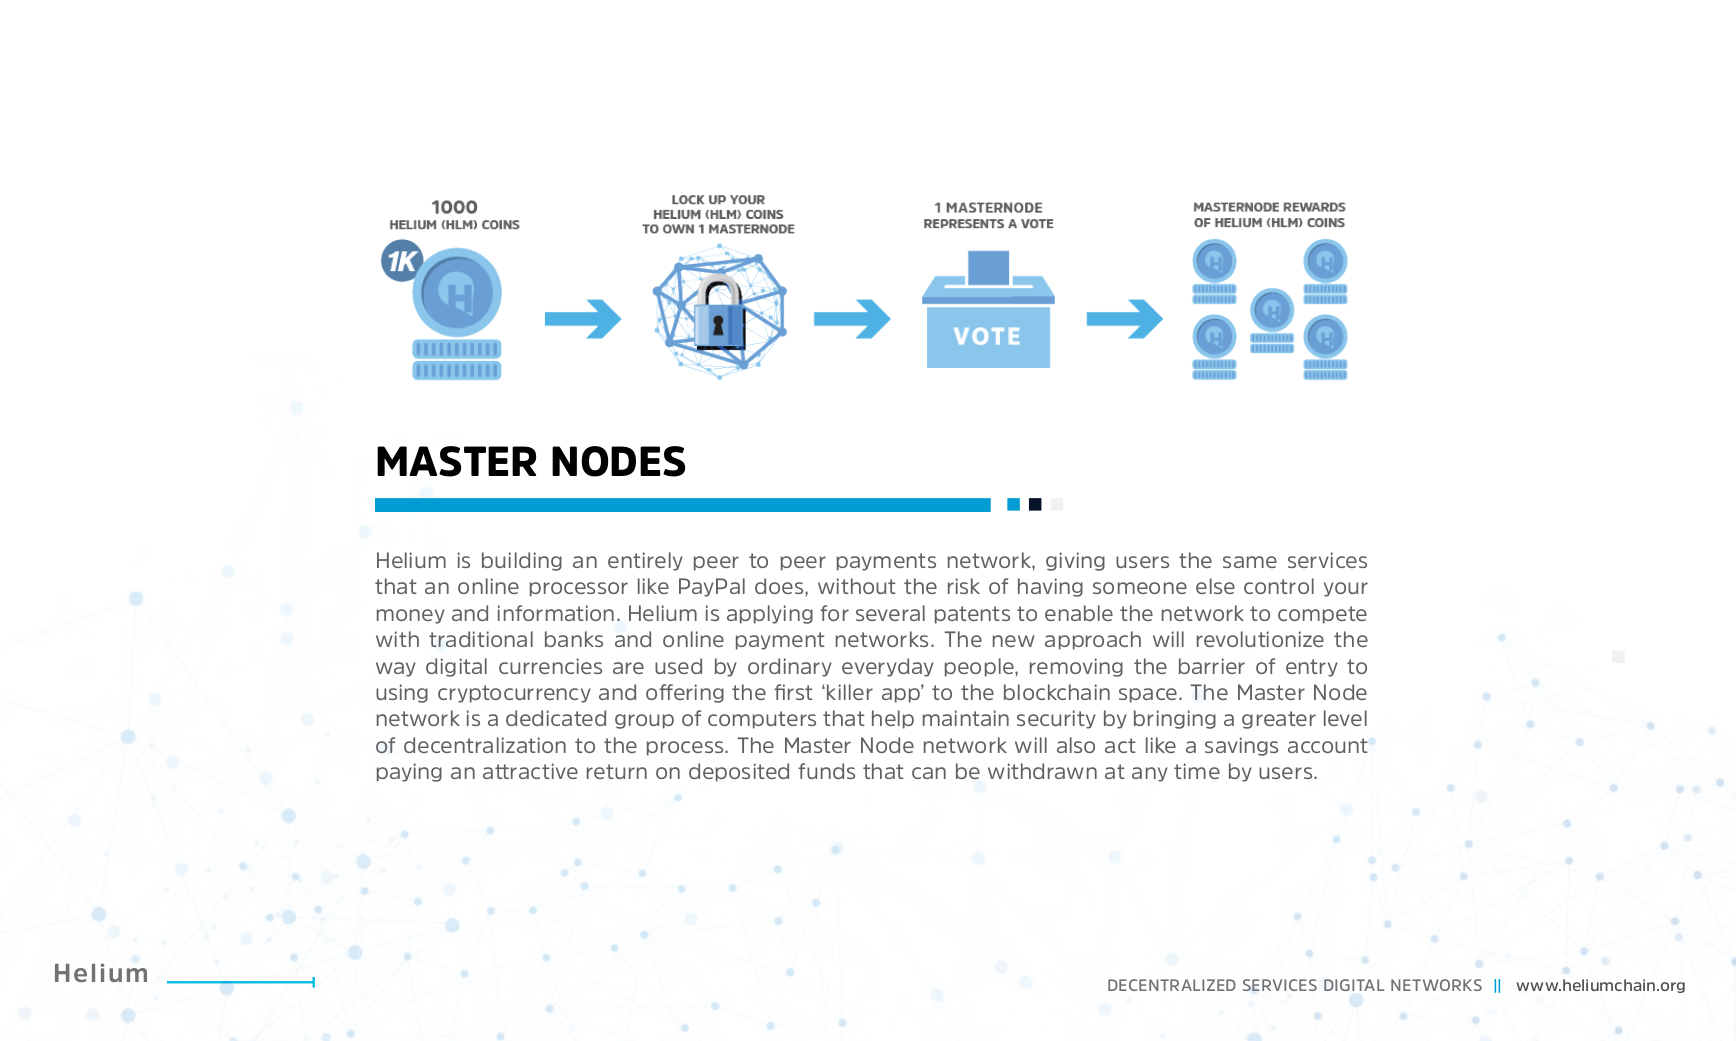 1000
HELIUM (HLM) COINS
1K
LOCK UP YOUR
HELIUM (HLM) COINS
TO OWN 1 MASTERNODE
1 MASTERNODE
REPRESENTS A VOTE
VOTE
MASTERNODE REWARDS
OF HELIUM (HLM) COINS
MASTER NODES
Helium is building an entirely peer to peer payments network, giving users the same services
that an online processor like PayPal does, without the risk of having someone else control your
money and information. Helium is applying for several patents to enable the network to compete
with traditional banks and online payment networks. The new approach will revolutionize the
way digital currencies are used by ordinary everyday people, removing the barrier of entry to
using cryptocurrency and offering the first ‘killer app’ to the blockchain space. The Master Node
network is a dedicated group of computers that help maintain security by bringing a greater level
of decentralization to the process. The Master Node network will also act like a savings account
paying an attractive return on deposited funds that can be withdrawn at any time by users.
Helium
DECENTRALIZED SERVICES DIGITAL NETWORKS || www.heliumchain.org